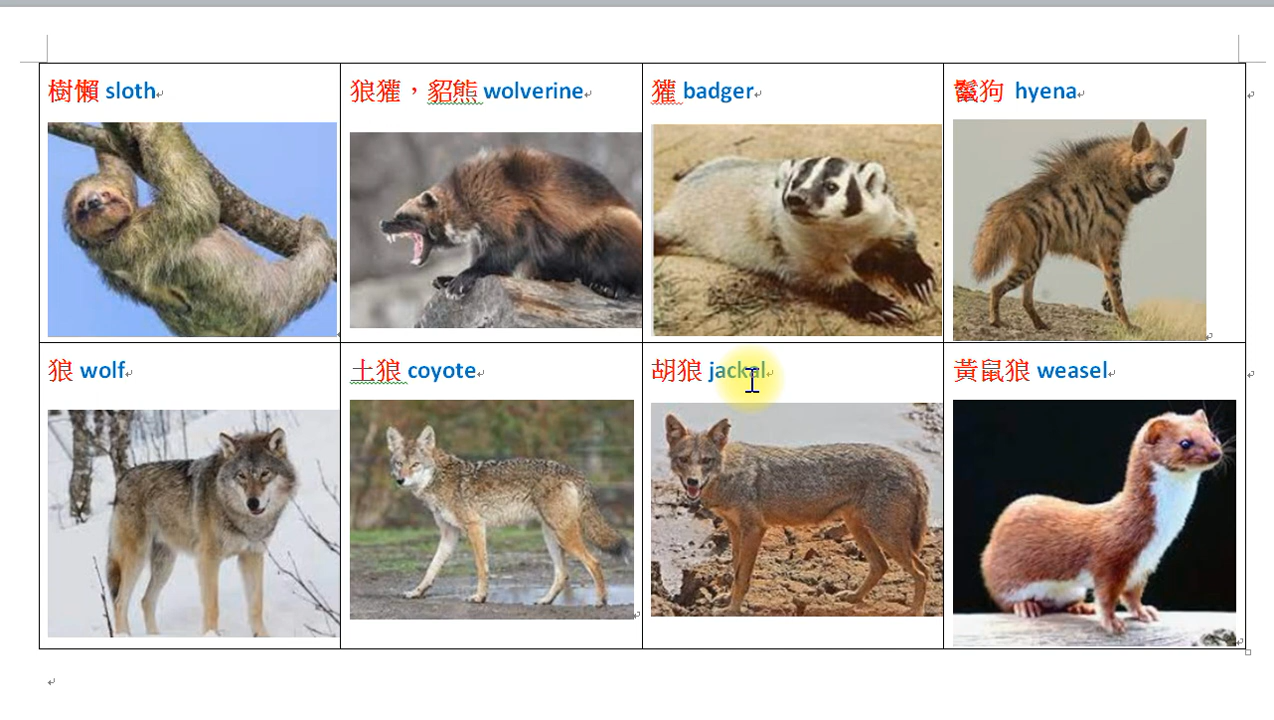 樹懶 sloth
狼獾，貂熊 wolverine
獾 badger
鬣狗 hyena
狼 wolf
土狼 coyote
胡狼 jackal
黃鼠狼 weasel